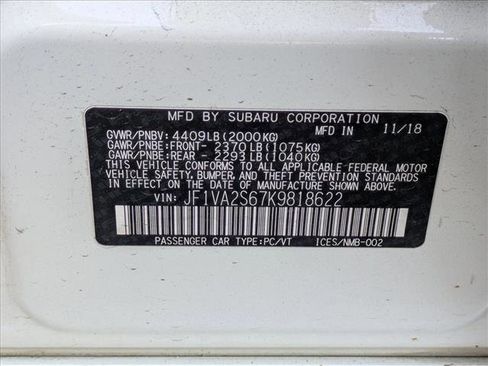 MFD BY SUBARU CORPORATION
GVWR/PNBV: 4409LB(2000KG) MFD IN JAPAN 11/18
GAWR/PNBE:FRONT- 2370LB(1075KG)
GAWR/PNBE:REAR - 2293LB(1040KG)
THIS VEHICLE CONFORMS TO ALL APPLICABLE FEDERAL MOTOR
VEHICLE SAFETY, BUMPER,AND THEFT PREVENTION STANDARDS
IN EFFECT ON THE DATE OF MANUFACTURE SHOWN ABOVE.
VIN: JF1VA2S67K9818622
PASSENGER CAR TYPE:PC/VT ICES/NMB-002